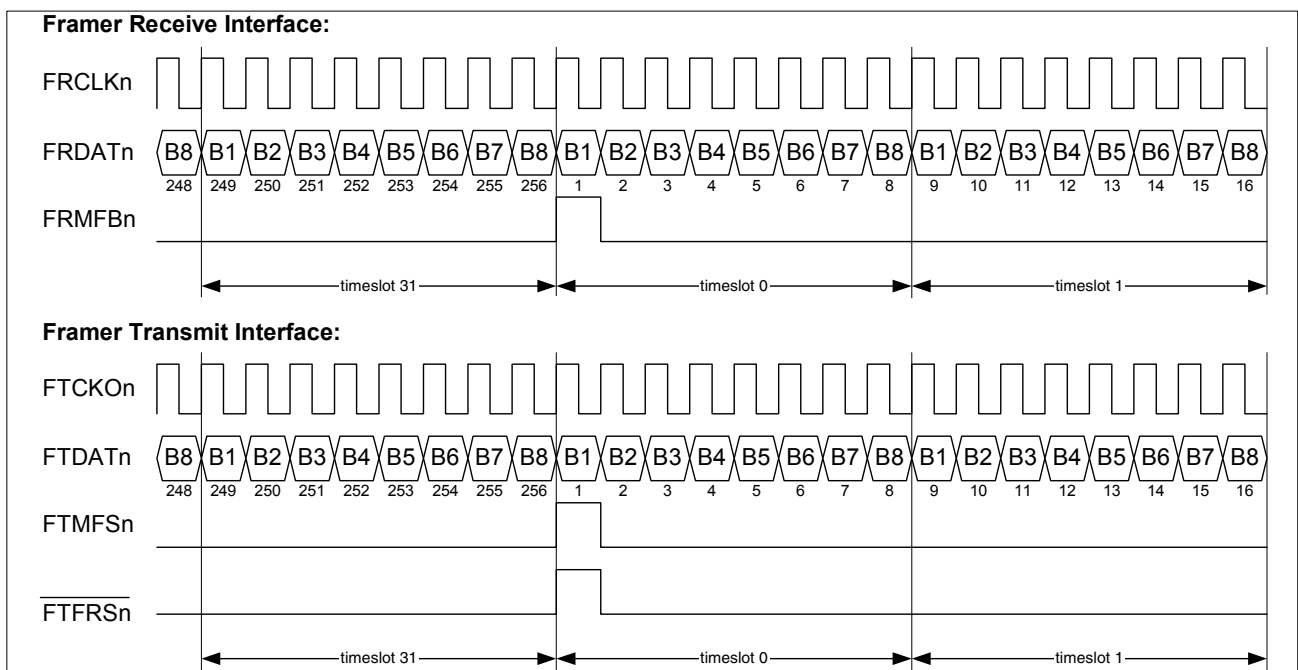 Framer Receive Interface:
FRCLKn
FRDATn B8 B1 B2 B3 B4 B5 B6 B7 B8 B1 B2 B3 B4 B5 B6 B7 B8 B1 B2 B3 B4 B5 B6 B7 B8
248 249 250 251 252 253 254 255 256 1 2 3 4 5 6 7 8 9 10 11 12 13 14 15 16
FRMFBn
timeslot 31 timeslot 0 timeslot 1
Framer Transmit Interface:
FTCKOn
FTDATn B8 B1 B2 B3 B4 B5 B6 B7 B8 B1 B2 B3 B4 B5 B6 B7 B8 B1 B2 B3 B4 B5 B6 B7 B8
248 249 250 251 252 253 254 255 256 1 2 3 4 5 6 7 8 9 10 11 12 13 14 15 16
FTMFSn
FTFRSn
timeslot 31 timeslot 0 timeslot 1